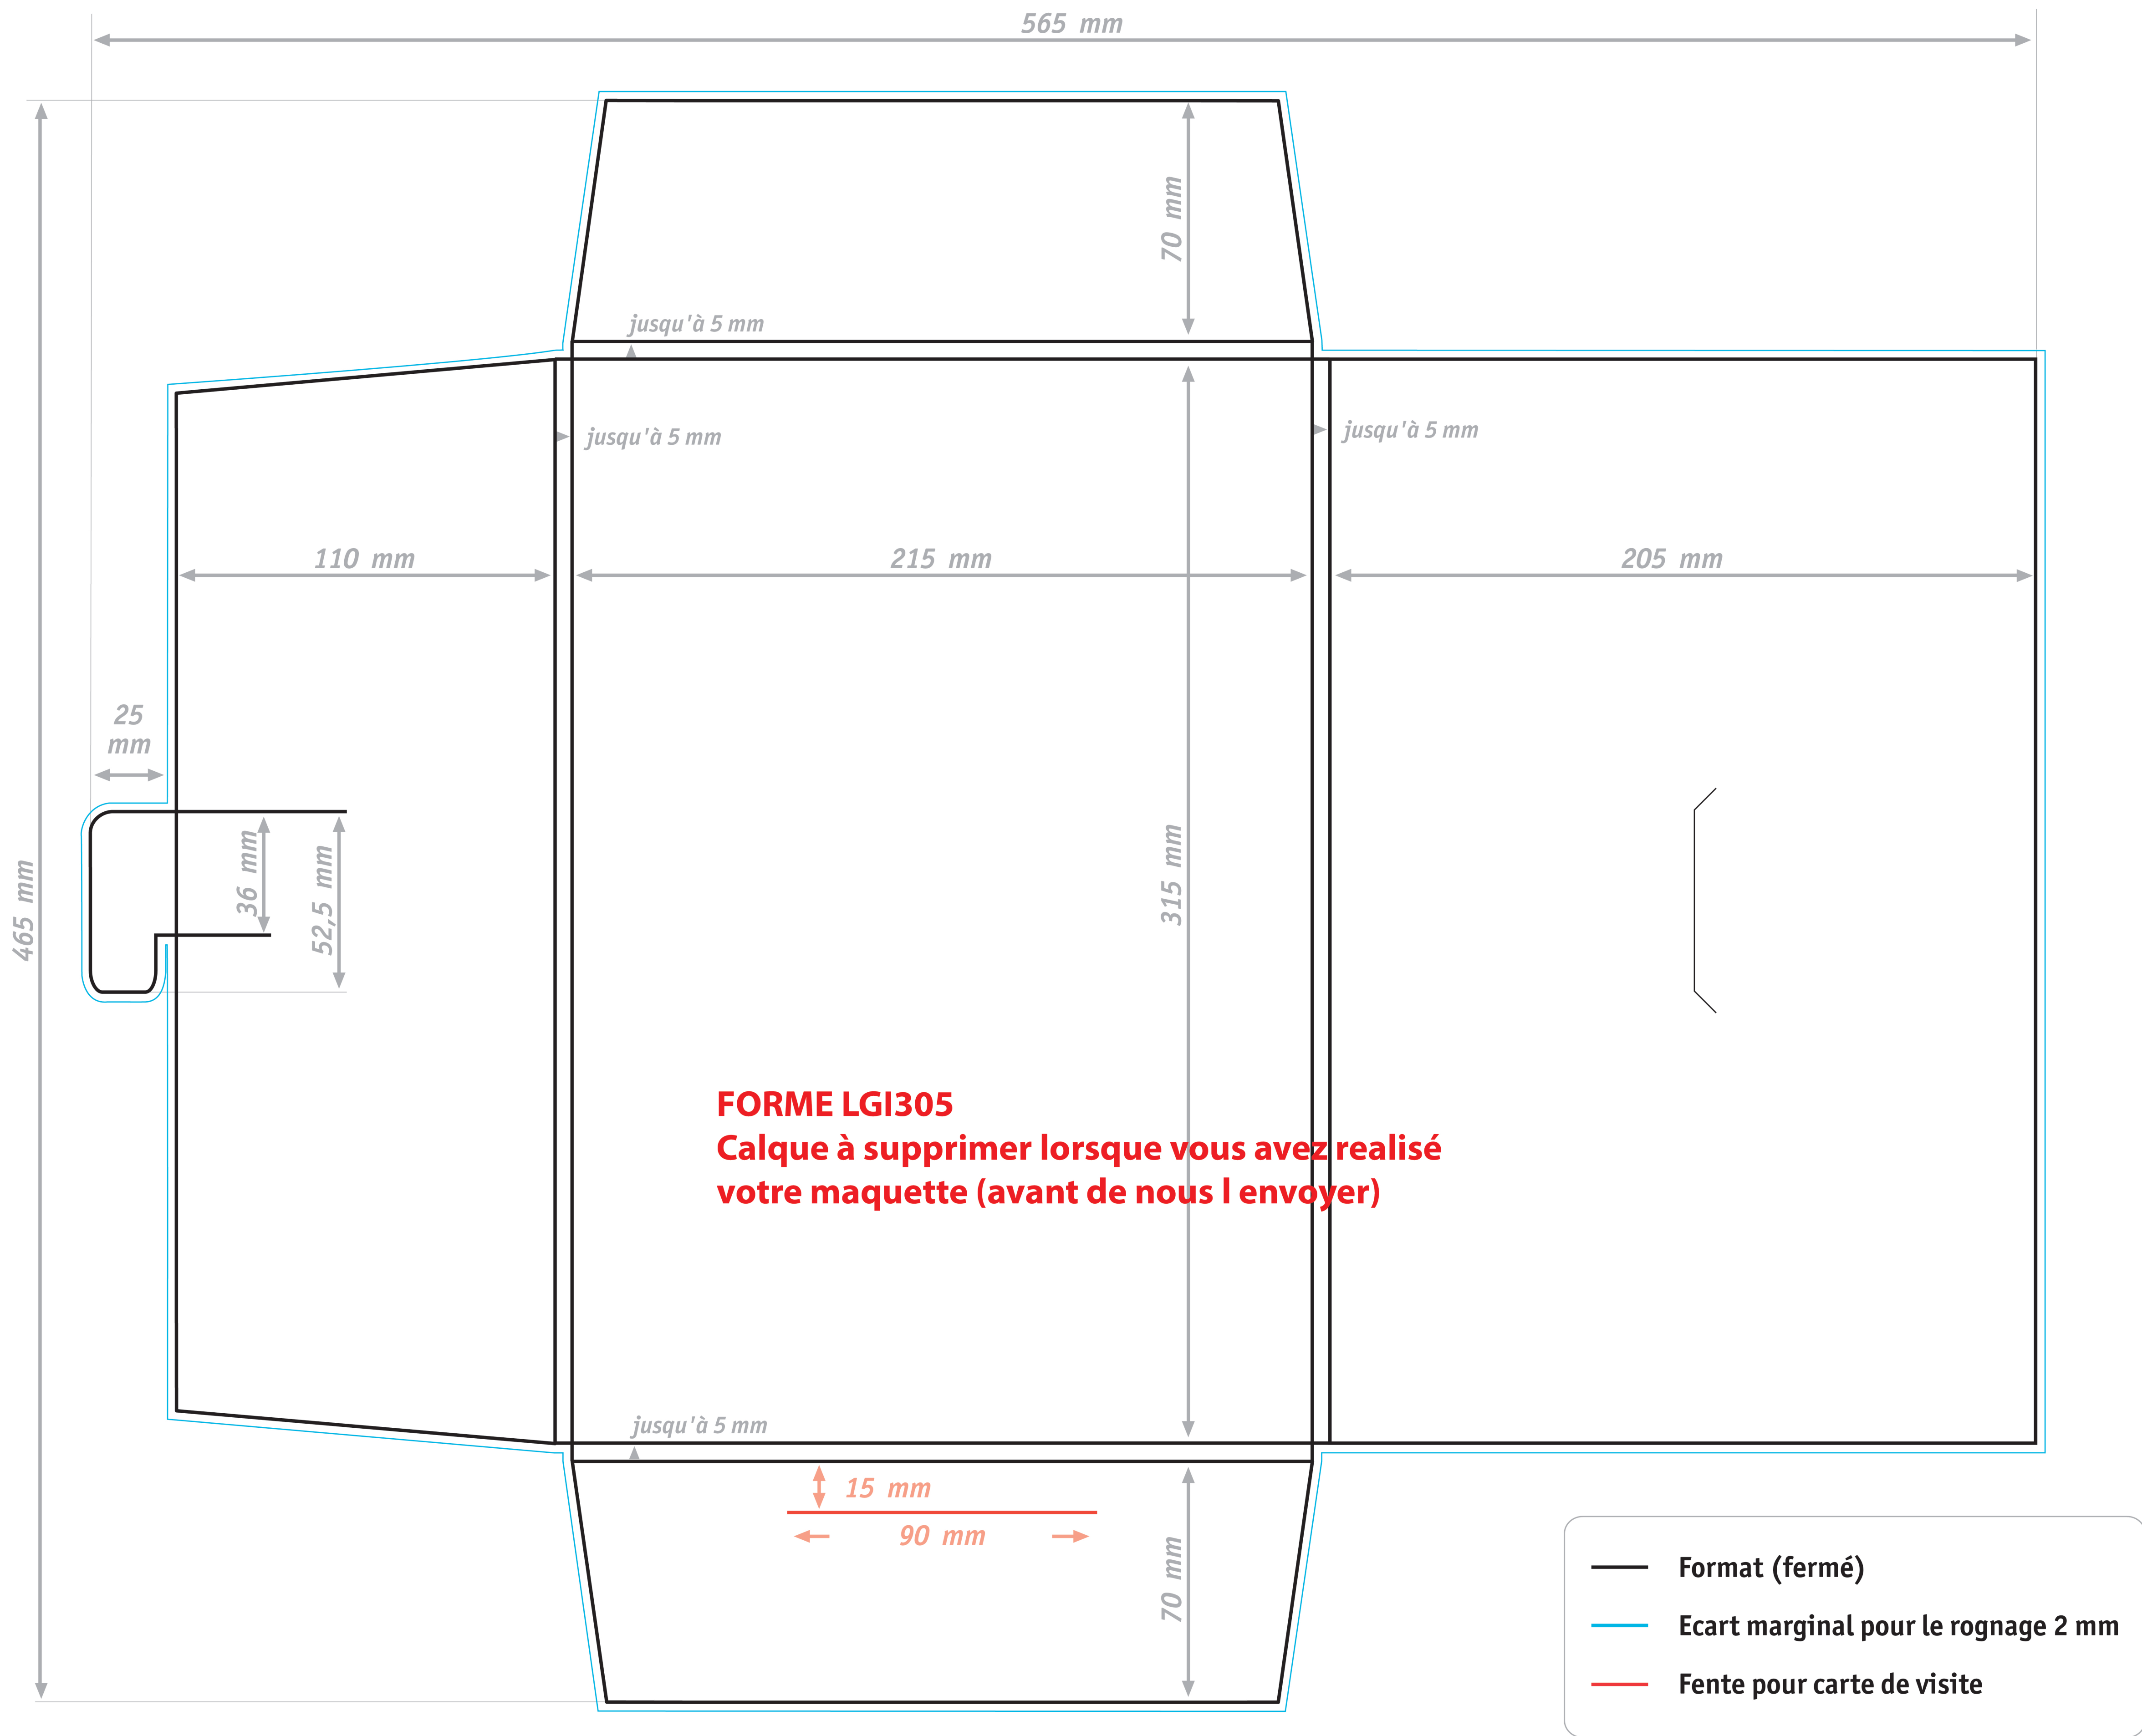 565 mm
70 mm
jusqu'à 5 mm
jusqu'à 5 mm
jusqu'à 5 mm
110 mm
215 mm
205 mm
25
mm
36 mm
52,5 mm
465 mm
315 mm
FORME LGI305
Calque à supprimer lorsque vous avez realisé
votre maquette (avant de nous l envoyer)
jusqu'à 5 mm
15 mm
90 mm
70 mm
Format (fermé)
Ecart marginal pour le rognage 2 mm
Fente pour carte de visite